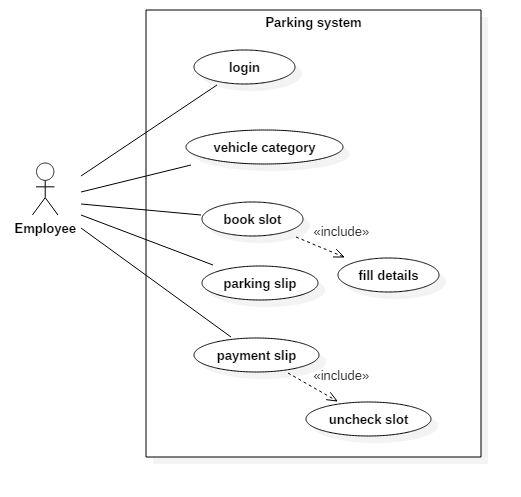 Parking system
login
vehicle category
book slot
«include»
Employee
fill details
parking slip
payment slip
«include»
uncheck slot